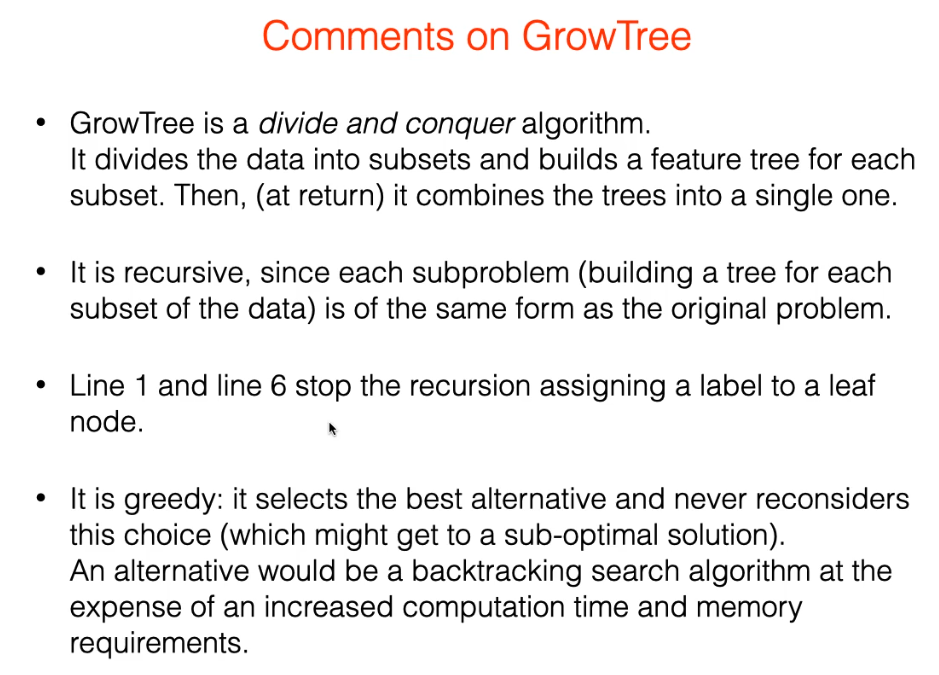 Comments on GrowTree
• GrowTree is a divide and conquer algorithm.
It divides the data into subsets and builds a feature tree for each
subset. Then, (at return) it combines the trees into a single one.
• It is recursive, since each subproblem (building a tree for each
subset of the data) is of the same form as the original problem.
• Line 1 and line 6 stop the recursion assigning a label to a leaf
node.
• It is greedy: it selects the best alternative and never reconsiders
this choice (which might get to a sub-optimal solution).
An alternative would be a backtracking search algorithm at the
expense of an increased computation time and memory
requirements.